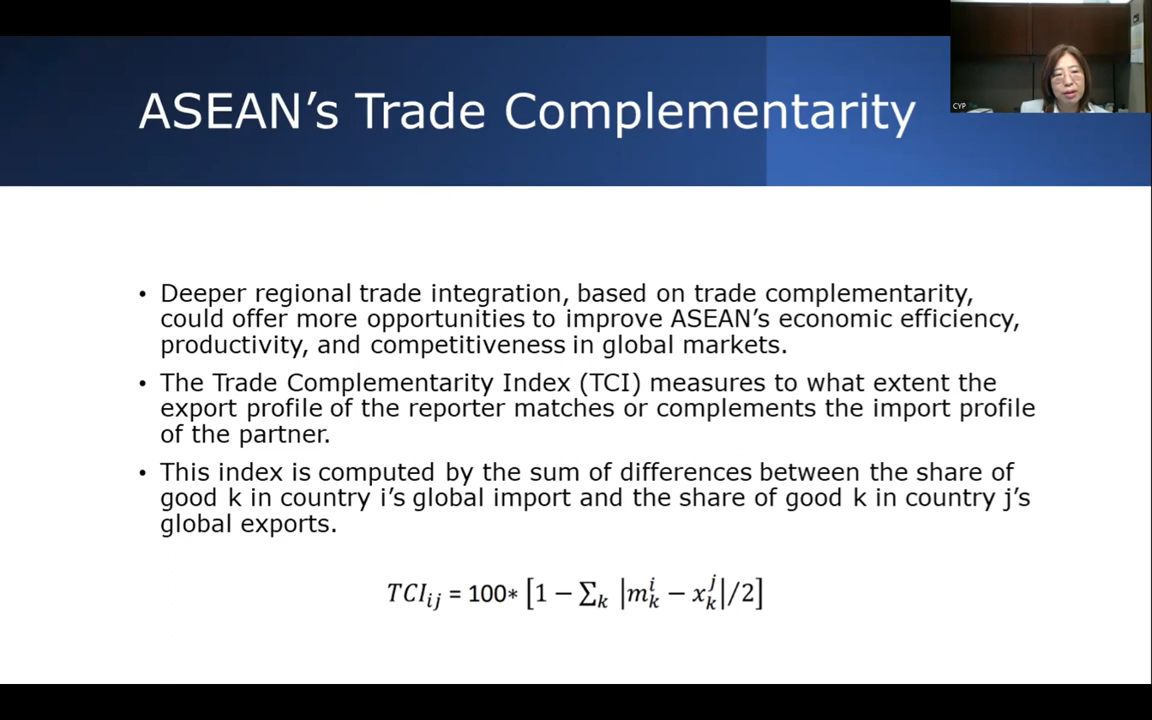 ASEAN’s Trade Complementarity
CYP
• Deeper regional trade integration, based on trade complementarity,
could offer more opportunities to improve ASEAN’s economic efficiency,
productivity, and competitiveness in global markets.
• The Trade Complementarity Index (TCI) measures to what extent the
export profile of the reporter matches or complements the import profile
of the partner.
• This index is computed by the sum of differences between the share of
good k in country i’s global import and the share of good k in country j’s
global exports.
TCI_{ij} = 100* [1 − ∑_k |m_k^i − x_k^j|/2]